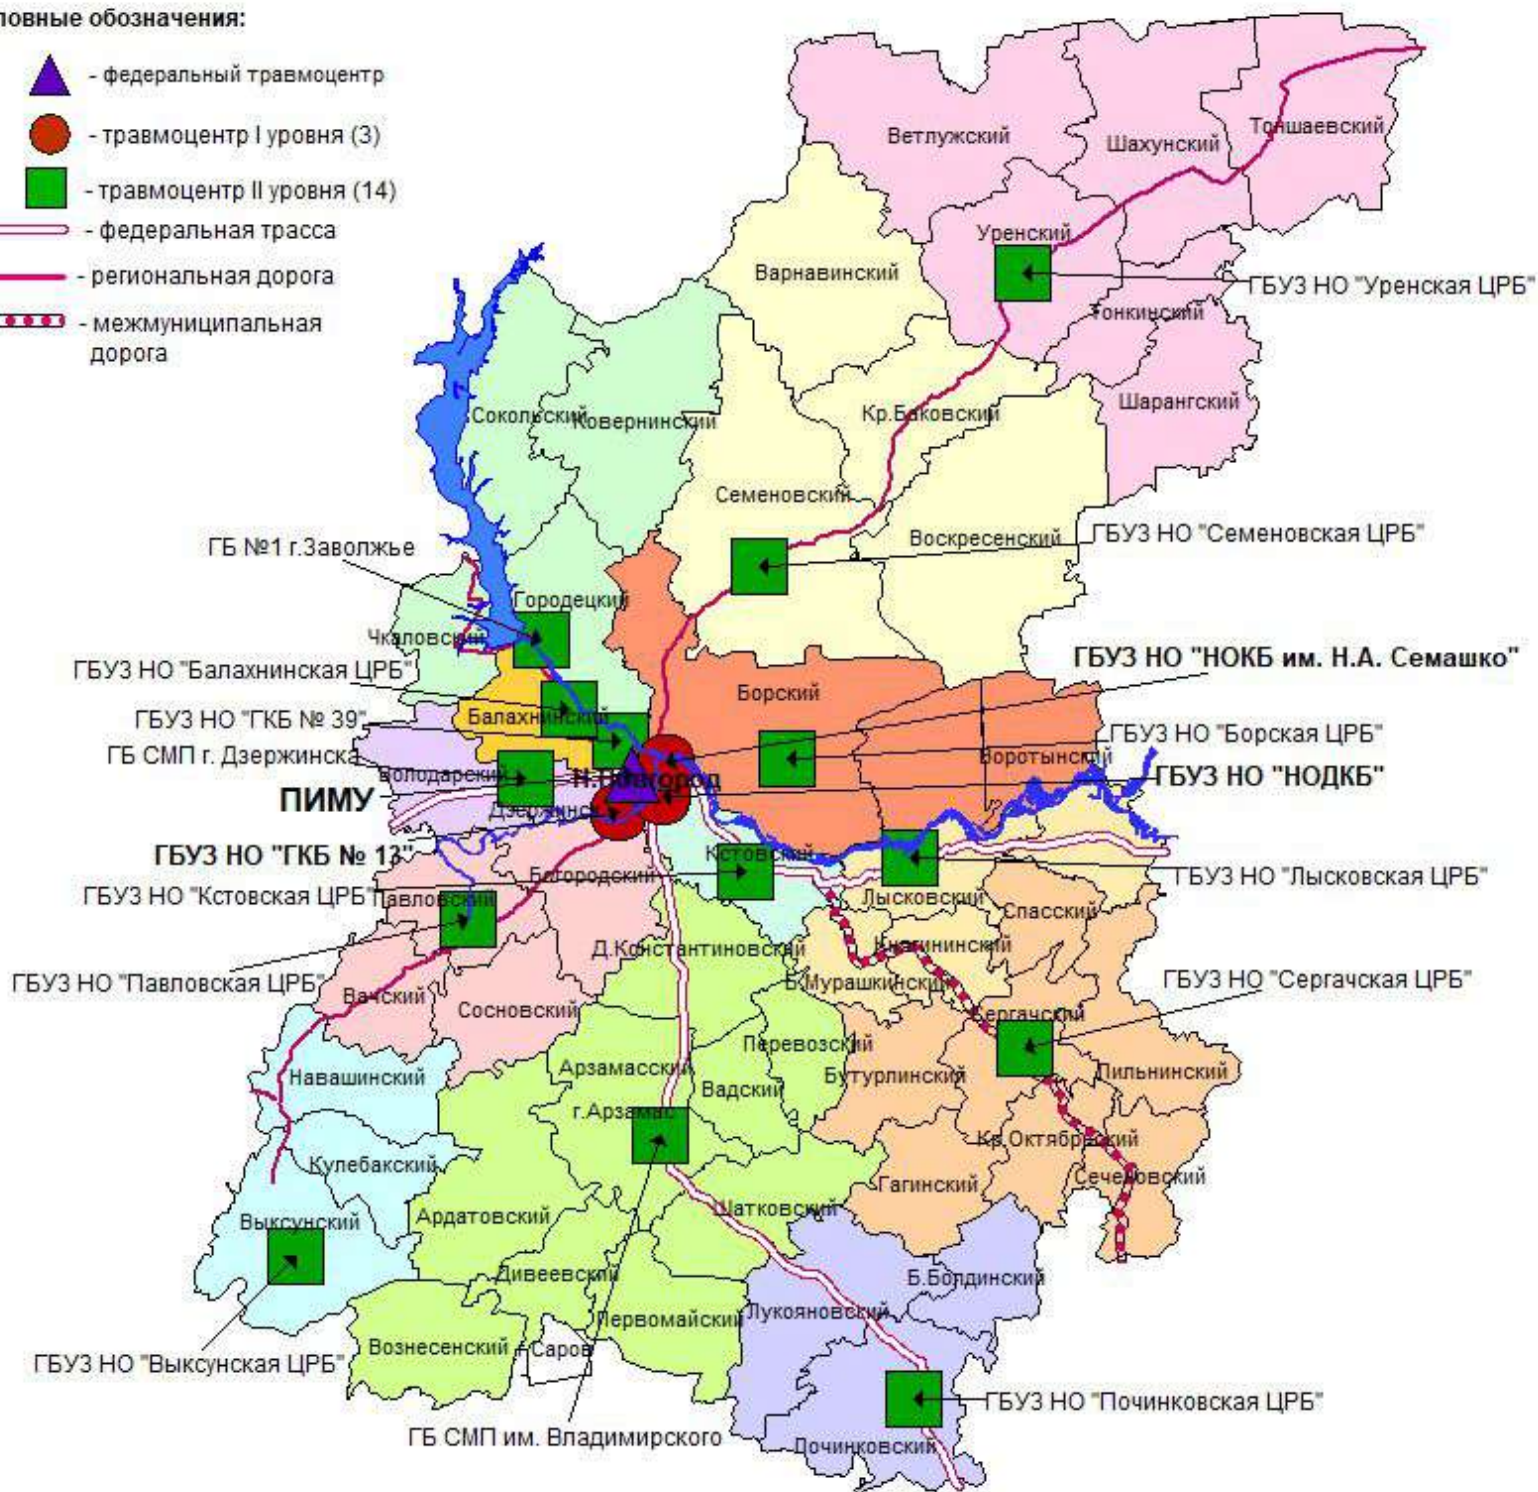 ловные обозначения:
- федеральный травмоцентр
- травмоцентр I уровня (3)
- травмоцентр II уровня (14)
- федеральная трасса
- региональная дорога
- межмуниципальная
дорога
Ветлужский
Шахунский
Тоншаевский
Уренский
Варнавинский
ГБУЗ НО "Уренская ЦРБ"
Тонкинский
Шарангский
Сокольский
Ковернинский
Кр.Баковский
Семеновский
Воскресенский
ГБУЗ НО "Семеновская ЦРБ"
ГБ №1 г.Заволжье
Городецкий
Чкаловский
ГБУЗ НО "Балахнинская ЦРБ"
ГБУЗ НО "НОКБ им. Н.А. Семашко"
Борский
ГБУЗ НО "ГКБ № 39"
Балахнинский
ГБУЗ НО "Борская ЦРБ"
ГБ СМП г. Дзержинска
Воротынский
Володарский
Н.Новгород
ГБУЗ НО "НОДКБ"
ПИМУ
Дзержинск
ГБУЗ НО "ГКБ № 13"
Кстовский
Богородский
ГБУЗ НО "Лысковская ЦРБ"
ГБУЗ НО "Кстовская ЦРБ"
Павловский
Лысковский
Спасский
Д.Константиновский
Княгининский
ГБУЗ НО "Павловская ЦРБ"
Б.Мурашкинский
ГБУЗ НО "Сергачская ЦРБ"
Вачский
Сосновский
Сергачский
Перевозский
Арзамасский
Вадский
Бутурлинский
Пильнинский
Навашинский
г.Арзамас
Кр.Октябрьский
Кулебакский
Сеченовский
Гагинский
Шатковский
Ардатовский
Выксунский
Дивеевский
Б.Болдинский
Лукояновский
Первомайский
Вознесенский
г.Саров
ГБУЗ НО "Выксунская ЦРБ"
ГБУЗ НО "Починковская ЦРБ"
ГБ СМП им. Владимирского
Починковский